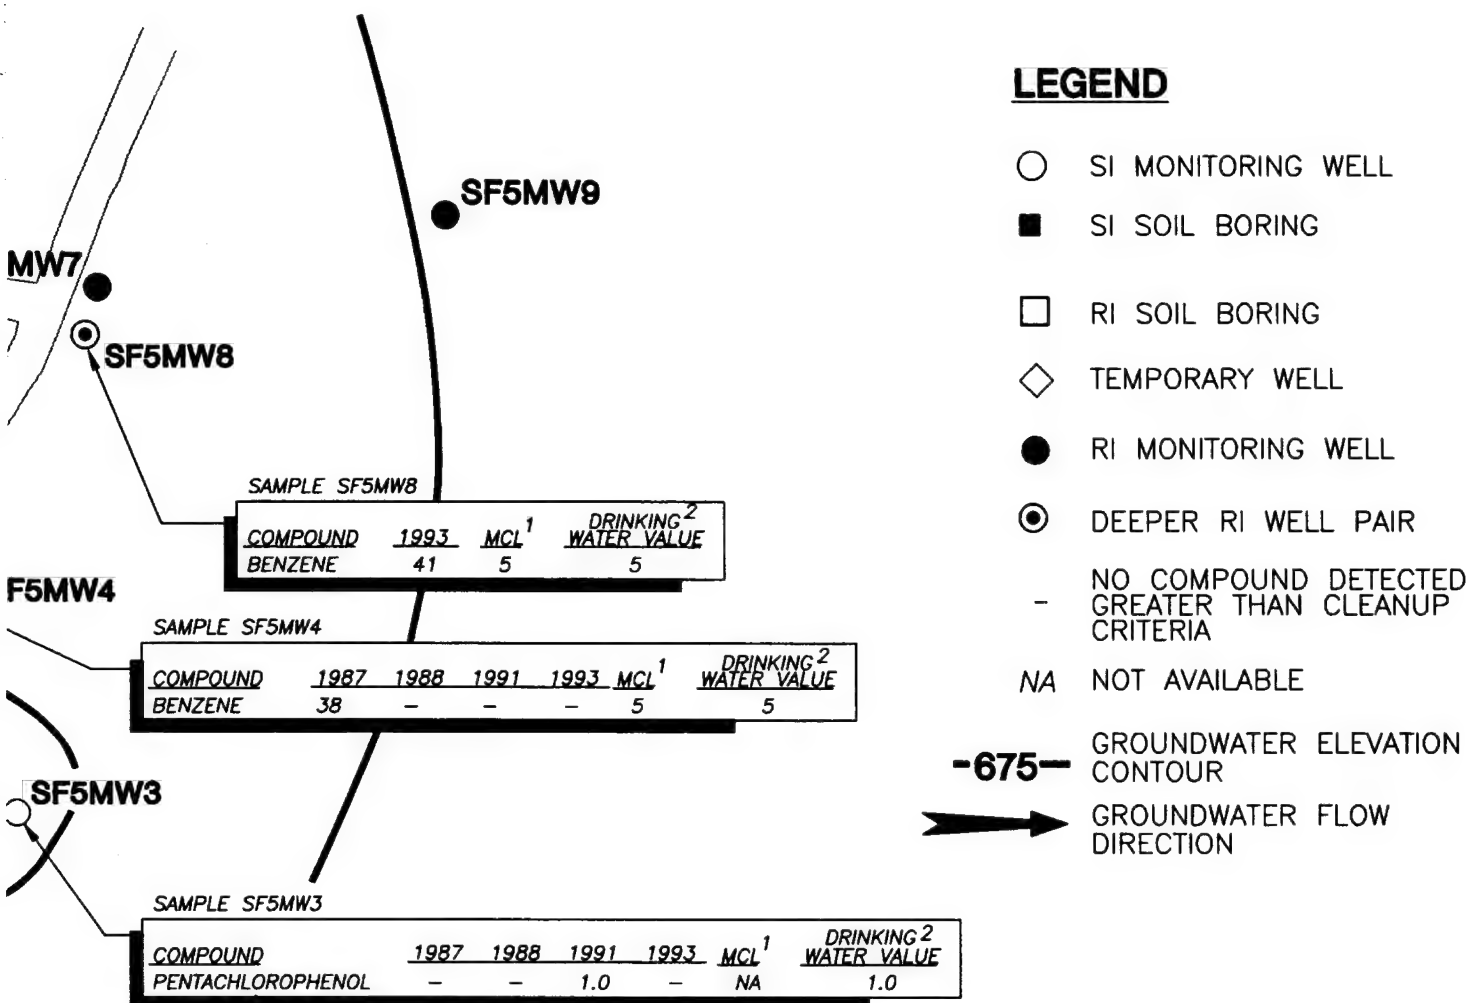 LEGEND
SI MONITORING WELL
SI SOIL BORING
RI SOIL BORING
TEMPORARY WELL
RI MONITORING WELL
DEEPER RI WELL PAIR
- NO COMPOUND DETECTED
GREATER THAN CLEANUP
CRITERIA
NA NOT AVAILABLE
-675- GROUNDWATER ELEVATION
CONTOUR
GROUNDWATER FLOW
DIRECTION
SF5MW9
MW7
SF5MW8
SAMPLE SF5MW8
COMPOUND 1993 MCL1 DRINKING2
WATER VALUE
BENZENE 41 5 5
F5MW4
SAMPLE SF5MW4
COMPOUND 1987 1988 1991 1993 MCL1 DRINKING2
WATER VALUE
BENZENE 38 - - - 5 5
SF5MW3
SAMPLE SF5MW3
COMPOUND 1987 1988 1991 1993 MCL1 DRINKING2
WATER VALUE
PENTACHLOROPHENOL - - 1.0 - NA 1.0